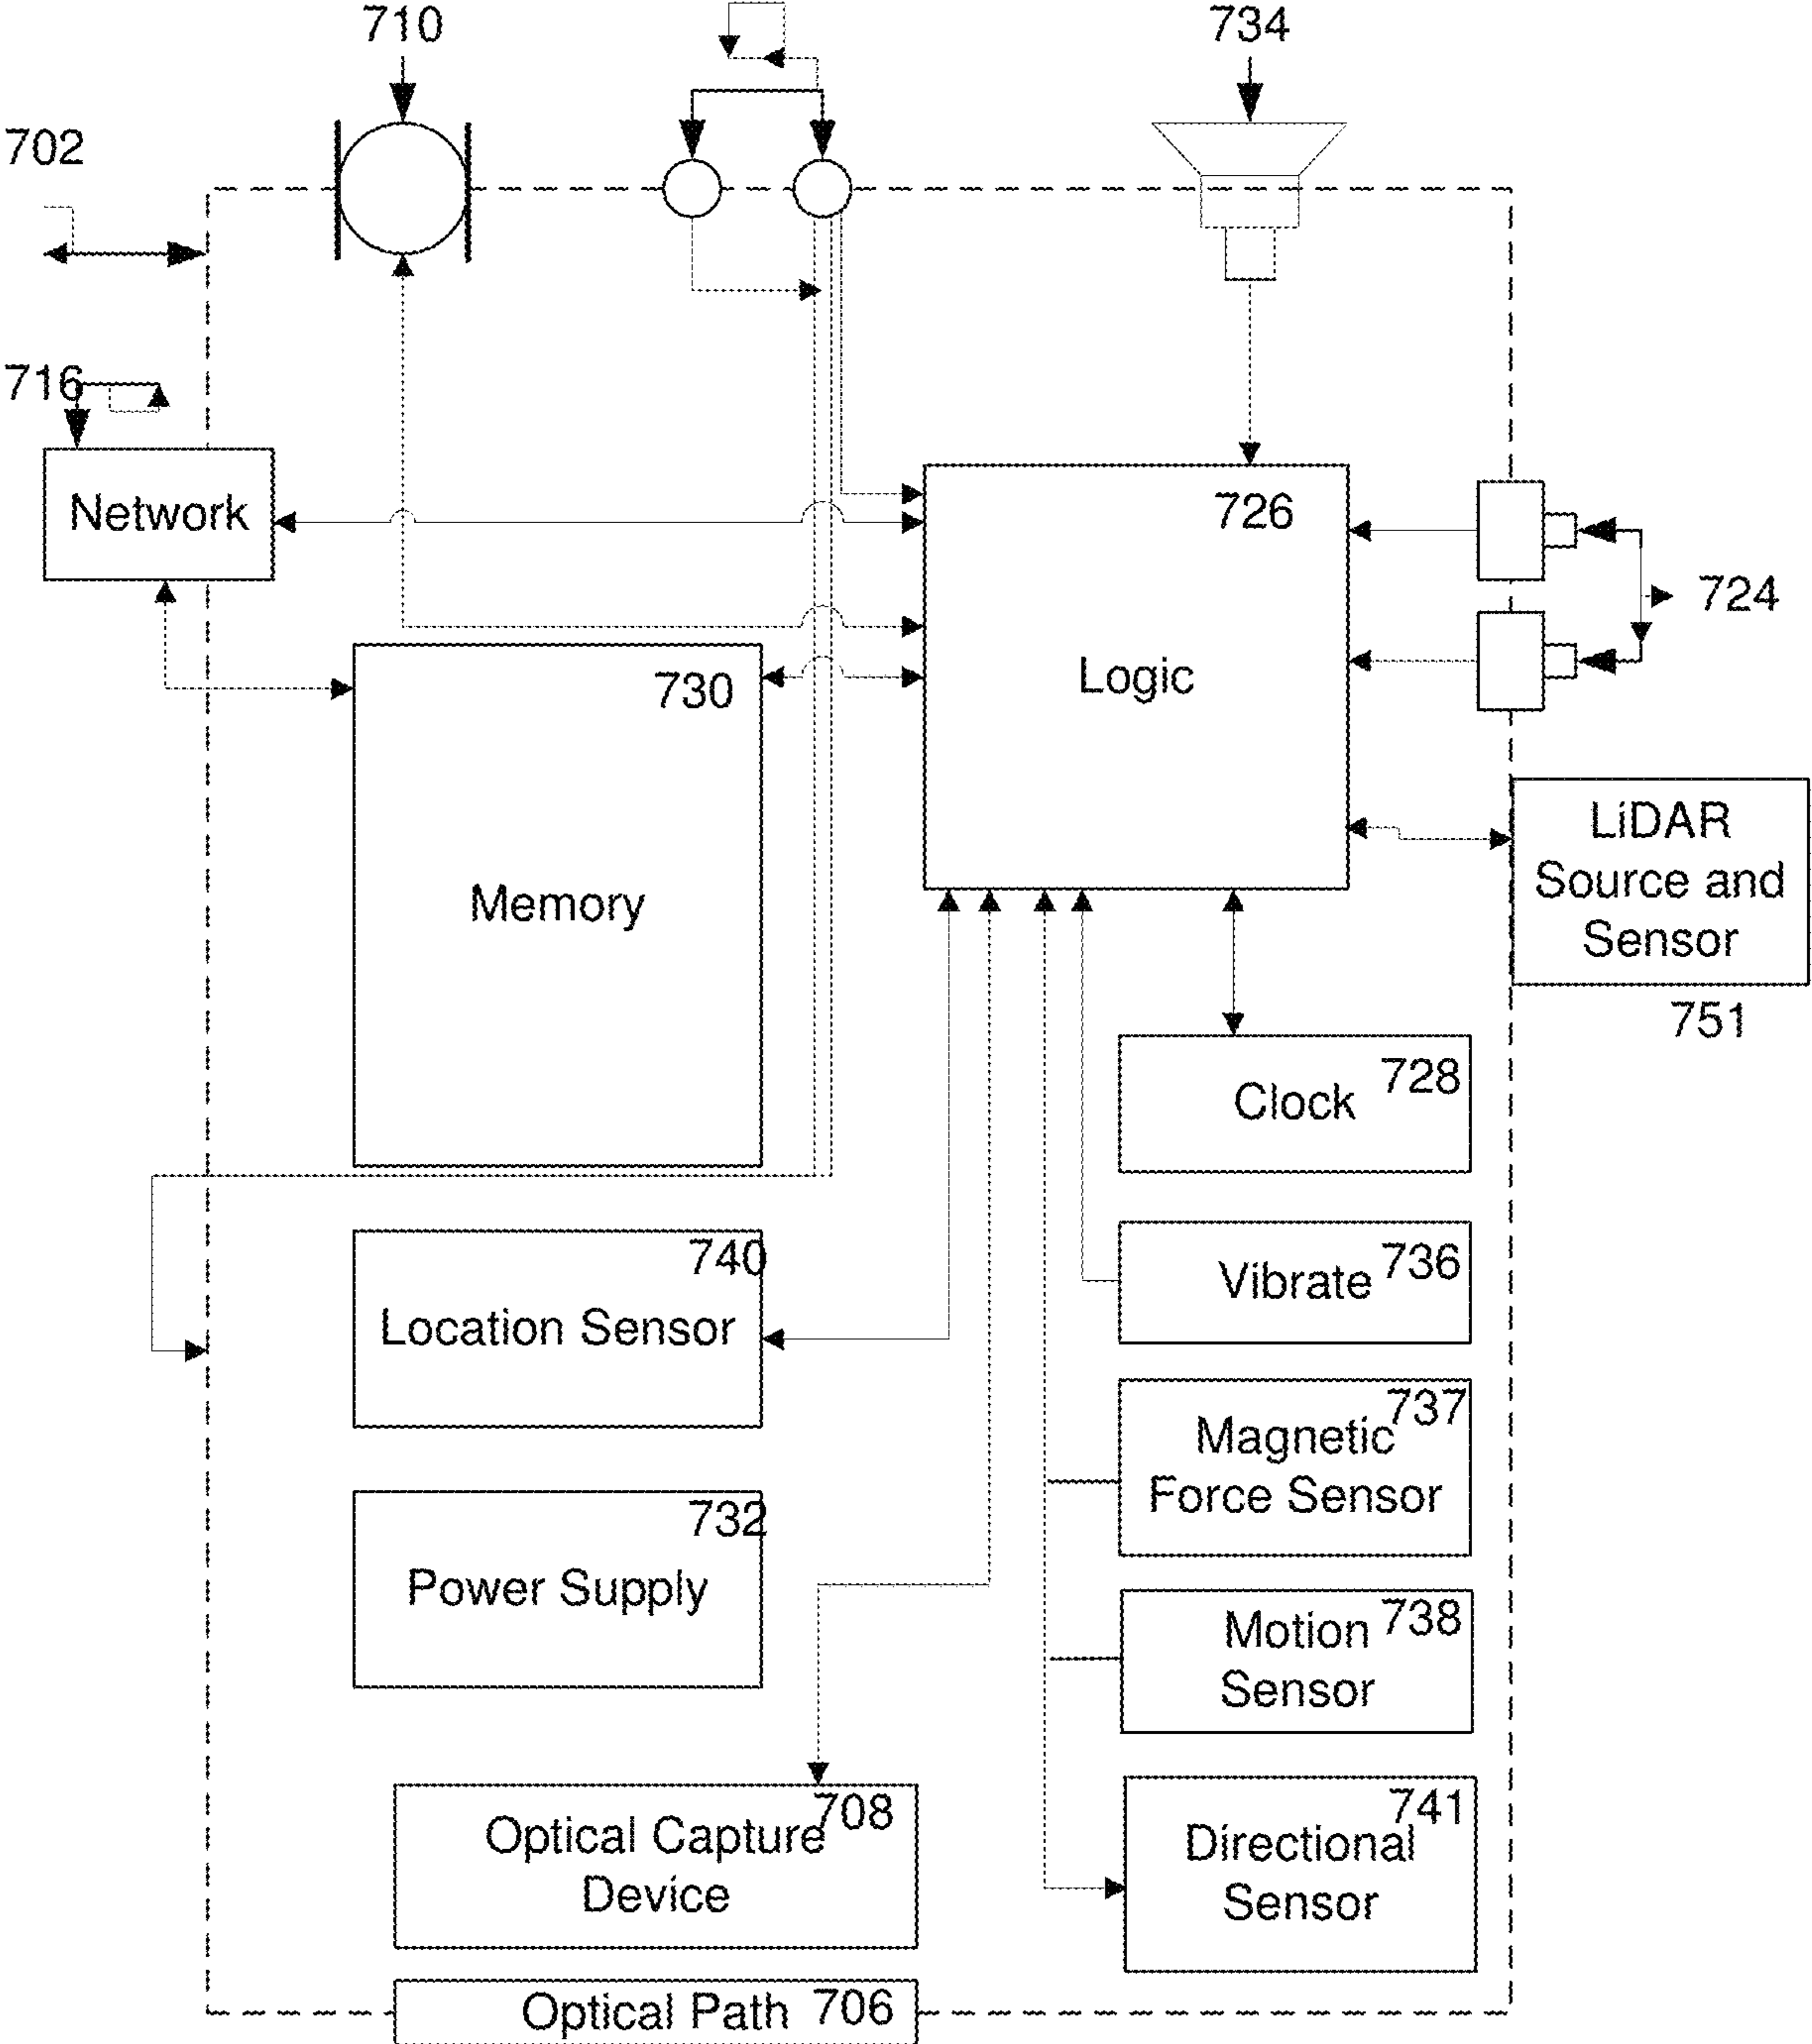 710
734
702
716
Network
726
724
730
Logic
LiDAR
Source and
Sensor
Memory
751
728
Clock
740
736
Vibrate
Location Sensor
737
Magnetic
Force Sensor
732
Power Supply
738
Motion
Sensor
708
Optical Capture
Device
741
Directional
Sensor
Optical Path 706